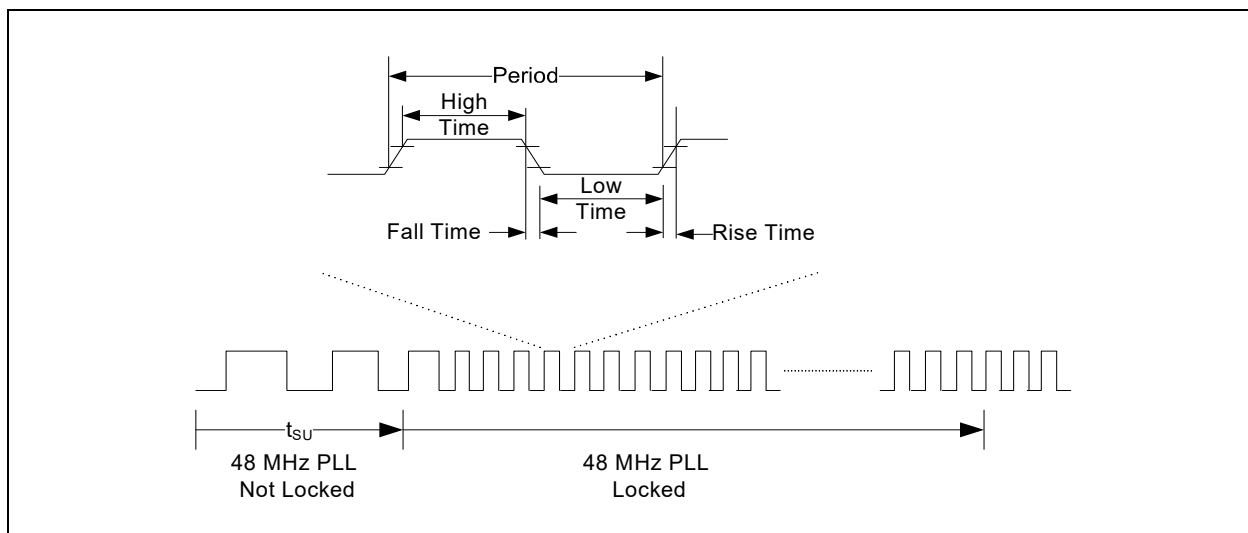 Period
High
Time
Low
Time
Fall Time
Rise Time
tSU
48 MHz PLL
Not Locked
48 MHz PLL
Locked